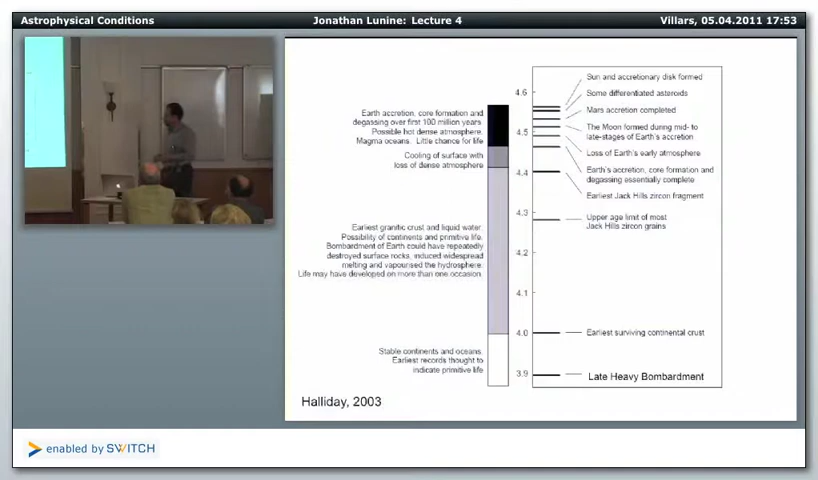 Astrophysical Conditions
Jonathan Lunine: Lecture 4
Villars, 05.04.2011 17:53
Earth accretion, core formation and
degassing over first 100 million years.
Possible hot dense atmosphere.
Magma oceans. Little chance for life
Cooling of surface with
loss of dense atmosphere
Earliest granitic crust and liquid water.
Possibility of continents and primitive life.
Bombardment of Earth could have repeatedly
destroyed surface rocks, induced widespread
melting and vapourised the hydrosphere.
Life may have developed on more than one occasion.
Stable continents and oceans.
Earliest records thought to
indicate primitive life
4.6
4.5
4.4
4.3
4.2
4.1
4.0
3.9
Sun and accretionary disk formed
Some differentiated asteroids
Mars accretion completed
The Moon formed during mid- to
late-stages of Earth's accretion
Loss of Earth's early atmosphere
Earth's accretion, core formation and
degassing essentially complete
Earliest Jack Hills zircon fragment
Upper age limit of most
Jack Hills zircon grains
Earliest surviving continental crust
Late Heavy Bombardment
Halliday, 2003
enabled by SWITCH